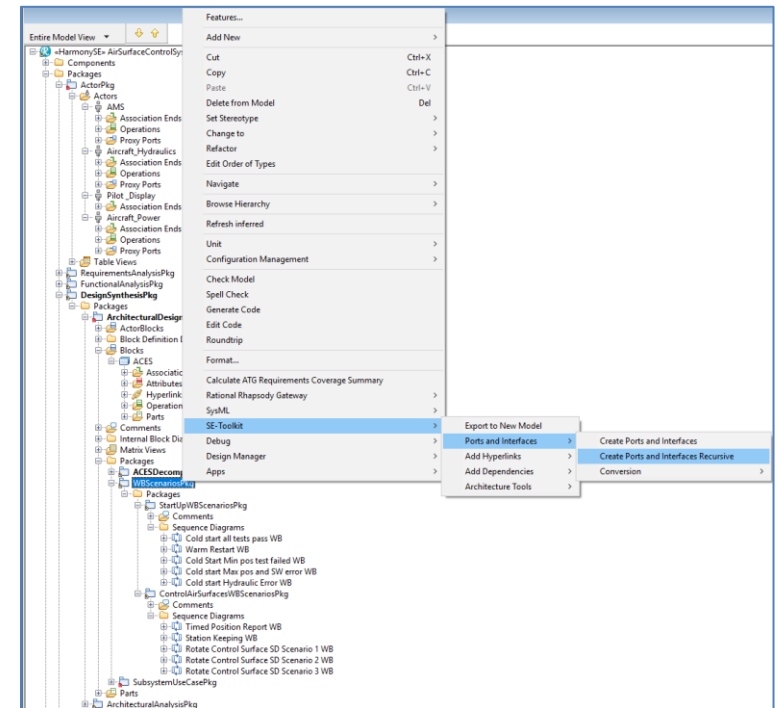 Entire Model View
«HarmonySE» AirSurfaceControlSy
Components
Packages
ActorPkg
Actors
AMS
Association Ends
Operations
Proxy Ports
Aircraft_Hydraulics
Association Ends
Operations
Proxy Ports
Pilot _Display
Association Ends
Aircraft_Power
Association Ends
Operations
Proxy Ports
Table Views
RequirementsAnalysisPkg
FunctionalAnalysisPkg
DesignSynthesisPkg
Packages
ArchitecturalDesign
ActorBlocks
Block Definition D
Blocks
ACES
Associatic
Attributes
Hyperlink
Operation
Parts
Comments
Internal Block Dia
Matrix Views
Packages
ACESDecomp
WBScenariosPkg
Packages
StartUpWBScenariosPkg
Comments
Sequence Diagrams
Cold start all tests pass WB
Warm Restart WB
Cold Start Min pos test failed WB
Cold start Max pos and SW error WB
Cold start Hydraulic Error WB
ControlAirSurfacesWBScenariosPkg
Comments
Sequence Diagrams
Timed Position Report WB
Station Keeping WB
Rotate Control Surface SD Scenario 1 WB
Rotate Control Surface SD Scenario 2 WB
Rotate Control Surface SD Scenario 3 WB
SubsystemUseCasePkg
Parts
ArchitecturalAnalysisPkg
Features...
Add New
Cut Ctrl+X
Copy Ctrl+C
Paste Ctrl+V
Delete from Model Del
Set Stereotype
Change to
Refactor
Edit Order of Types
Navigate
Browse Hierarchy
Refresh inferred
Unit
Configuration Management
Check Model
Spell Check
Generate Code
Edit Code
Roundtrip
Format...
Calculate ATG Requirements Coverage Summary
Rational Rhapsody Gateway
SysML
SE-Toolkit
Debug
Design Manager
Apps
Export to New Model
Ports and Interfaces
Add Hyperlinks
Add Dependencies
Architecture Tools
Create Ports and Interfaces
Create Ports and Interfaces Recursive
Conversion